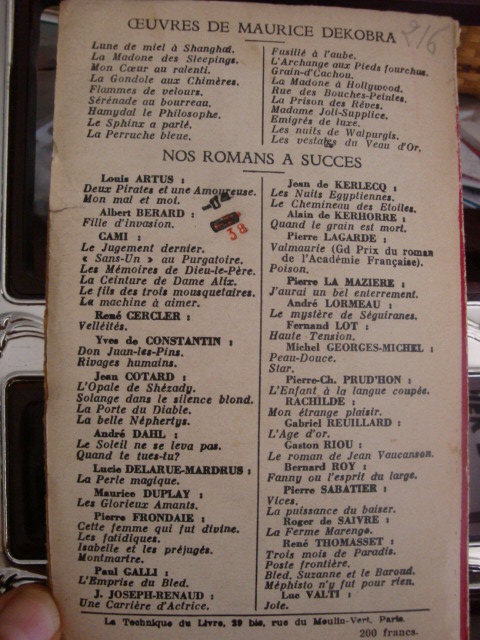 ŒUVRES DE MAURICE DEKOBRA
216
Lune de miel à Shanghaï.
La Madone des Sleepings.
Mon Cœur au ralenti.
La Gondole aux Chimères.
Flammes de velours.
Sérénade au bourreau.
Hamydal le Philosophe.
Le Sphinx a parlé.
La Perruche bleue.
Fusillé à l'aube.
L'Archange aux Pieds fourchus.
Grain-d'Cachou.
La Madone à Hollywood.
Rue des Bouches-Peintes.
La Prison des Rêves.
Madame Joli-Supplice.
Emigrés de luxe.
Les nuits de Walpurgis.
Les vestales du Veau d'Or.
NOS ROMANS A SUCCES
Louis ARTUS :
Deux Pirates et une Amoureuse.
Mon mal et moi.
Albert BERARD :
Fille d'invasion.
CAMI :
Le Jugement dernier.
« Sans-Un » au Purgatoire.
Les Mémoires de Dieu-le-Père.
La Ceinture de Dame Alix.
Le fils des trois mousquetaires.
La machine à aimer.
René CERCLER :
Velléités.
Yves de CONSTANTIN :
Don Juan-les-Pins.
Rivages humains.
Jean COTARD :
L'Opale de Shézady.
Solange dans le silence blond.
La Porte du Diable.
La belle Néphertys.
André DAHL :
Le Soleil ne se leva pas.
Quand te tues-tu?
Lucie DELARUE-MARDRUS :
La Perle magique.
Maurice DUPLAY :
Les Glorieux Amants.
Pierre FRONDAIE :
Cette femme qui fut divine.
Les fatidiques.
Isabelle et les préjugés.
Montmartre.
Paul GALLI :
L'Emprise du Bled.
J. JOSEPH-RENAUD :
Une Carrière d'Actrice.
38
Jean de KERLECQ :
Les Nuits Egyptiennes.
Le Chemineau des Etoiles.
Alain de KERHORRE :
Quand le grain est mort.
Pierre LAGARDE :
Valmaurie (Gd Prix du roman
de l'Académie Française).
Poison.
Pierre LA MAZIERE :
J'aurai un bel enterrement.
André LORMEAU :
Le mystère de Séguiranes.
Fernand LOT :
Haute Tension.
Michel GEORGES-MICHEL :
Peau-Douce.
Star.
Pierre-Ch. PRUD'HON :
L'Enfant à la langue coupée.
RACHILDE :
Mon étrange plaisir.
Gabriel REUILLARD :
L'Age d'or.
Gaston RIOU :
Le roman de Jean Vaucanson.
Bernard ROY :
Fanny ou l'esprit du large.
Pierre SABATIER :
Vices.
La puissance du baiser.
Roger de SAIVRE :
La Ferme Marengo.
René THOMASSET :
Trois mois de Paradis.
Poste frontière.
Bled, Suzanne et le Baroud.
Méphisto n'y fut pour rien.
Luc VALTI :
Joie.
La Technique du Livre, 29 bis, rue du Moulin-Vert, Paris.
200 francs.